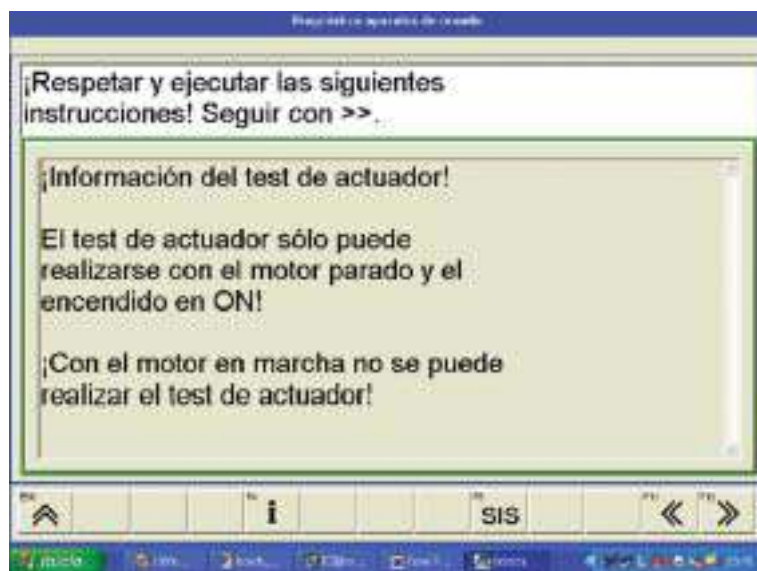 ¡Respetar y ejecutar las siguientes
instrucciones! Seguir con >>.
¡Información del test de actuador!
El test de actuador sólo puede
realizarse con el motor parado y el
encendido en ON!
¡Con el motor en marcha no se puede
realizar el test de actuador!
i
SIS
Inicio